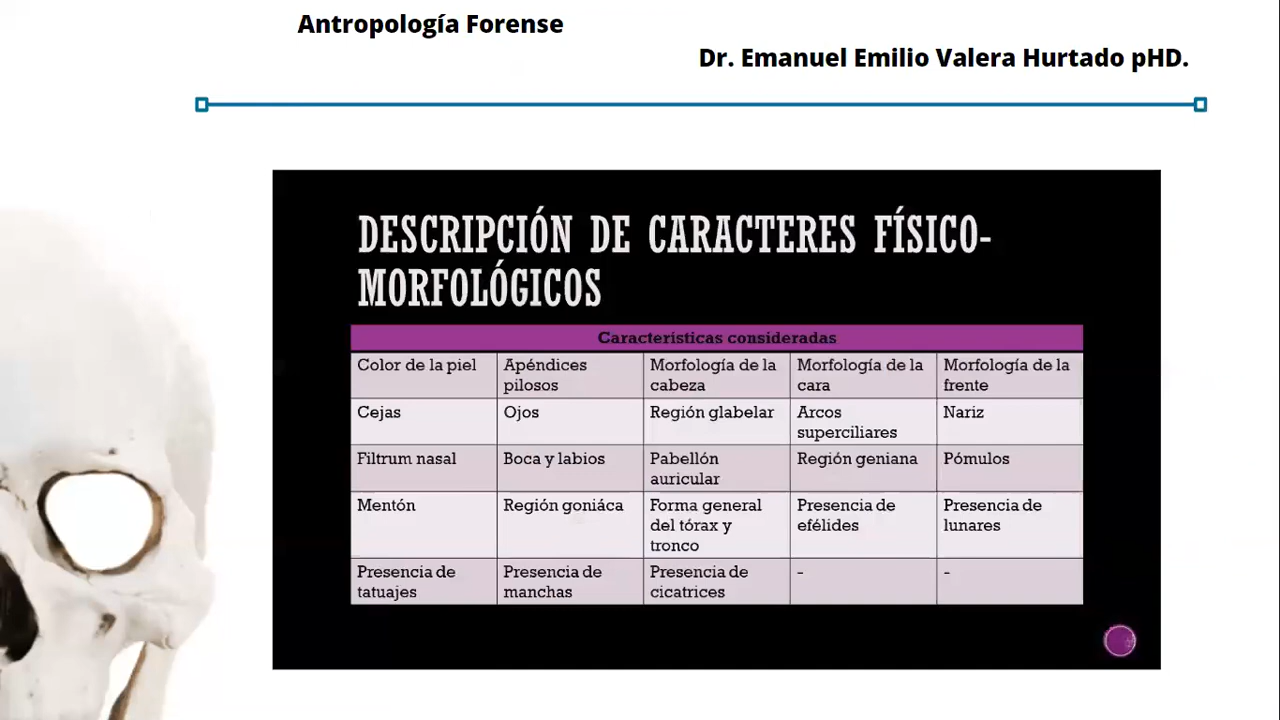 Antropología Forense
Dr. Emanuel Emilio Valera Hurtado pHD.
DESCRIPCIÓN DE CARACTERES FÍSICO-
MORFOLÓGICOS
Características consideradas
Color de la piel
Apéndices
pilosos
Morfología de la
cabeza
Morfología de la
cara
Morfología de la
frente
Cejas
Ojos
Región glabelar
Arcos
superciliares
Nariz
Filtrum nasal
Boca y labios
Pabellón
auricular
Región geniana
Pómulos
Mentón
Región goniáca
Forma general
del tórax y
tronco
Presencia de
efélides
Presencia de
lunares
Presencia de
tatuajes
Presencia de
manchas
Presencia de
cicatrices
-
-